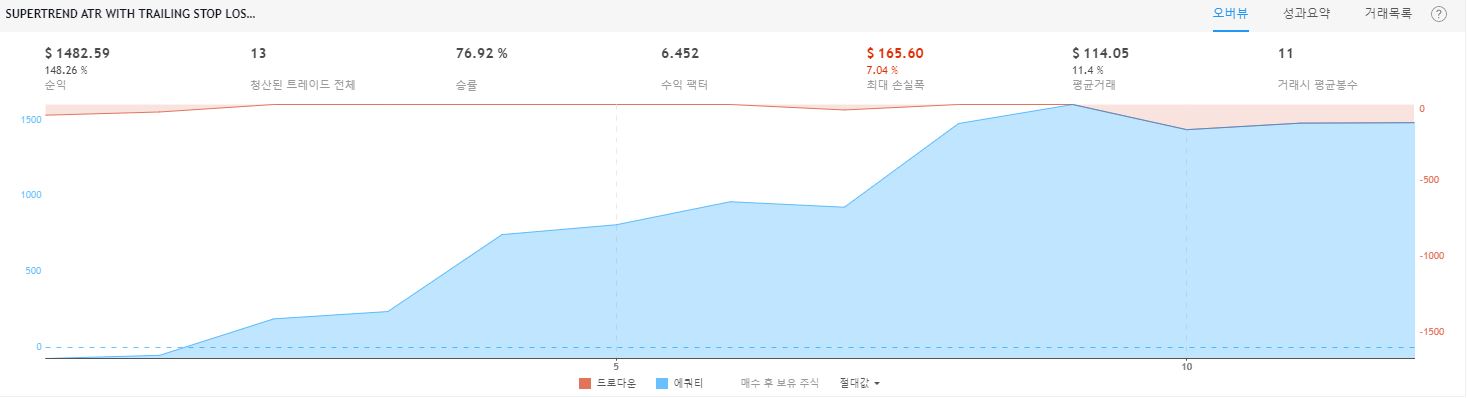 SUPERTREND ATR WITH TRAILING STOP LOS...
오버뷰 성과요약 거래목록 ?
$ 1482.59 13 76.92 % 6.452 $ 165.60 $ 114.05 11
148.26 % 7.04 % 11.4 %
순익 청산된 트레이드 전체 승률 수익 팩터 최대 손실폭 평균거래 거래시 평균봉수
1500 0
1000 -500
500 -1000
0 -1500
5 10
드로다운 에쿼티 매수 후 보유 주식 절대값